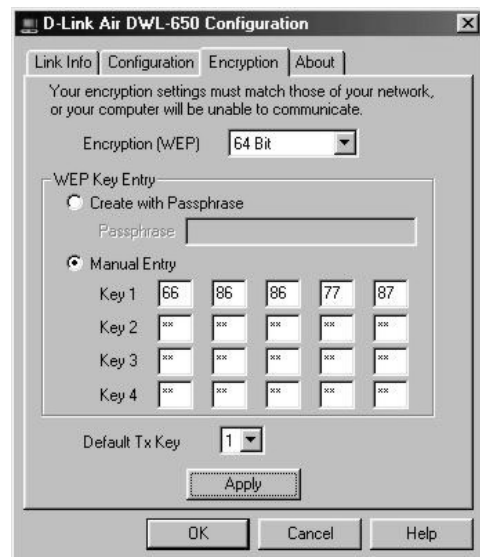 D-Link Air DWL-650 Configuration
Link Info Configuration Encryption About
Your encryption settings must match those of your network,
or your computer will be unable to communicate.
Encryption (WEP) 64 Bit
WEP Key Entry
Create with Passphrase
Passphrase
Manual Entry
Key 1 66 86 86 77 87
Key 2 ** ** ** ** **
Key 3 ** ** ** ** **
Key 4 ** ** ** ** **
Default Tx Key 1
Apply
OK Cancel Help